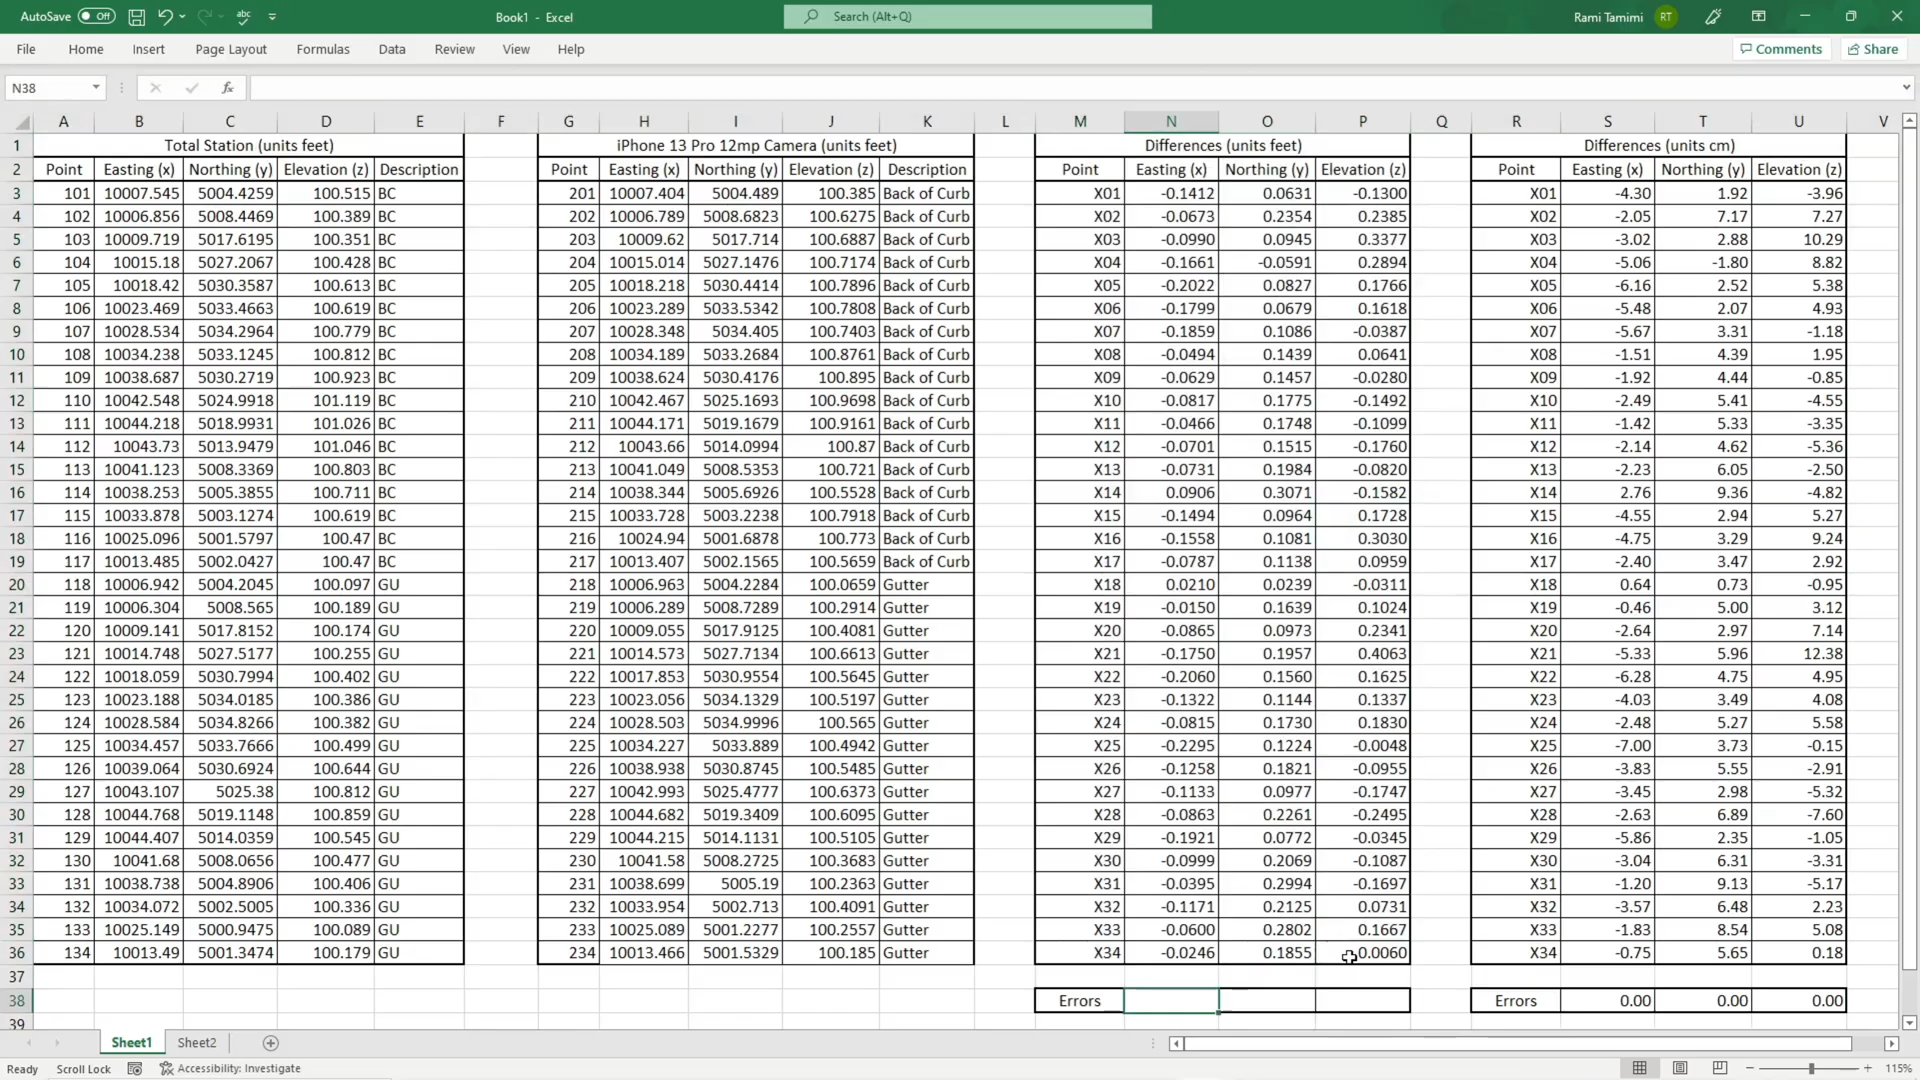 AutoSave Off abc Book1 - Excel Search (Alt+Q) Rami Tamimi RT
File Home Insert Page Layout Formulas Data Review View Help Comments Share
N38 fx
A B C D E F G H I J K L M N O P Q R S T U V
1 Total Station (units feet) iPhone 13 Pro 12mp Camera (units feet) Differences (units feet) Differences (units cm)
2 Point Easting (x) Northing (y) Elevation (z) Description Point Easting (x) Northing (y) Elevation (z) Description Point Easting (x) Northing (y) Elevation (z) Point Easting (x) Northing (y) Elevation (z)
3 101 10007.545 5004.4259 100.515 BC 201 10007.404 5004.489 100.385 Back of Curb X01 -0.1412 0.0631 -0.1300 X01 -4.30 1.92 -3.96
4 102 10006.856 5008.4469 100.389 BC 202 10006.789 5008.6823 100.6275 Back of Curb X02 -0.0673 0.2354 0.2385 X02 -2.05 7.17 7.27
5 103 10009.719 5017.6195 100.351 BC 203 10009.62 5017.714 100.6887 Back of Curb X03 -0.0990 0.0945 0.3377 X03 -3.02 2.88 10.29
6 104 10015.18 5027.2067 100.428 BC 204 10015.014 5027.1476 100.7174 Back of Curb X04 -0.1661 -0.0591 0.2894 X04 -5.06 -1.80 8.82
7 105 10018.42 5030.3587 100.613 BC 205 10018.218 5030.4414 100.7896 Back of Curb X05 -0.2022 0.0827 0.1766 X05 -6.16 2.52 5.38
8 106 10023.469 5033.4663 100.619 BC 206 10023.289 5033.5342 100.7808 Back of Curb X06 -0.1799 0.0679 0.1618 X06 -5.48 2.07 4.93
9 107 10028.534 5034.2964 100.779 BC 207 10028.348 5034.405 100.7403 Back of Curb X07 -0.1859 0.1086 -0.0387 X07 -5.67 3.31 -1.18
10 108 10034.238 5033.1245 100.812 BC 208 10034.189 5033.2684 100.8761 Back of Curb X08 -0.0494 0.1439 0.0641 X08 -1.51 4.39 1.95
11 109 10038.687 5030.2719 100.923 BC 209 10038.624 5030.4176 100.895 Back of Curb X09 -0.0629 0.1457 -0.0280 X09 -1.92 4.44 -0.85
12 110 10042.548 5024.9918 101.119 BC 210 10042.467 5025.1693 100.9698 Back of Curb X10 -0.0817 0.1775 -0.1492 X10 -2.49 5.41 -4.55
13 111 10044.218 5018.9931 101.026 BC 211 10044.171 5019.1679 100.9161 Back of Curb X11 -0.0466 0.1748 -0.1099 X11 -1.42 5.33 -3.35
14 112 10043.73 5013.9479 101.046 BC 212 10043.66 5014.0994 100.87 Back of Curb X12 -0.0701 0.1515 -0.1760 X12 -2.14 4.62 -5.36
15 113 10041.123 5008.3369 100.803 BC 213 10041.049 5008.5353 100.721 Back of Curb X13 -0.0731 0.1984 -0.0820 X13 -2.23 6.05 -2.50
16 114 10038.253 5005.3855 100.711 BC 214 10038.344 5005.6926 100.5528 Back of Curb X14 0.0906 0.3071 -0.1582 X14 2.76 9.36 -4.82
17 115 10033.878 5003.1274 100.619 BC 215 10033.728 5003.2238 100.7918 Back of Curb X15 -0.1494 0.0964 0.1728 X15 -4.55 2.94 5.27
18 116 10025.096 5001.5797 100.47 BC 216 10024.94 5001.6878 100.773 Back of Curb X16 -0.1558 0.1081 0.3030 X16 -4.75 3.29 9.24
19 117 10013.485 5002.0427 100.47 BC 217 10013.407 5002.1565 100.5659 Back of Curb X17 -0.0787 0.1138 0.0959 X17 -2.40 3.47 2.92
20 118 10006.942 5004.2045 100.097 GU 218 10006.963 5004.2284 100.0659 Gutter X18 0.0210 0.0239 -0.0311 X18 0.64 0.73 -0.95
21 119 10006.304 5008.565 100.189 GU 219 10006.289 5008.7289 100.2914 Gutter X19 -0.0150 0.1639 0.1024 X19 -0.46 5.00 3.12
22 120 10009.141 5017.8152 100.174 GU 220 10009.055 5017.9125 100.4081 Gutter X20 -0.0865 0.0973 0.2341 X20 -2.64 2.97 7.14
23 121 10014.748 5027.5177 100.255 GU 221 10014.573 5027.7134 100.6613 Gutter X21 -0.1750 0.1957 0.4063 X21 -5.33 5.96 12.38
24 122 10018.059 5030.7994 100.402 GU 222 10017.853 5030.9554 100.5645 Gutter X22 -0.2060 0.1560 0.1625 X22 -6.28 4.75 4.95
25 123 10023.188 5034.0185 100.386 GU 223 10023.056 5034.1329 100.5197 Gutter X23 -0.1322 0.1144 0.1337 X23 -4.03 3.49 4.08
26 124 10028.584 5034.8266 100.382 GU 224 10028.503 5034.9996 100.565 Gutter X24 -0.0815 0.1730 0.1830 X24 -2.48 5.27 5.58
27 125 10034.457 5033.7666 100.499 GU 225 10034.227 5033.889 100.4942 Gutter X25 -0.2295 0.1224 -0.0048 X25 -7.00 3.73 -0.15
28 126 10039.064 5030.6924 100.644 GU 226 10038.938 5030.8745 100.5485 Gutter X26 -0.1258 0.1821 -0.0955 X26 -3.83 5.55 -2.91
29 127 10043.107 5025.38 100.812 GU 227 10042.993 5025.4777 100.6373 Gutter X27 -0.1133 0.0977 -0.1747 X27 -3.45 2.98 -5.32
30 128 10044.768 5019.1148 100.859 GU 228 10044.682 5019.3409 100.6095 Gutter X28 -0.0863 0.2261 -0.2495 X28 -2.63 6.89 -7.60
31 129 10044.407 5014.0359 100.545 GU 229 10044.215 5014.1131 100.5105 Gutter X29 -0.1921 0.0772 -0.0345 X29 -5.86 2.35 -1.05
32 130 10041.68 5008.0656 100.477 GU 230 10041.58 5008.2725 100.3683 Gutter X30 -0.0999 0.2069 -0.1087 X30 -3.04 6.31 -3.31
33 131 10038.738 5004.8906 100.406 GU 231 10038.699 5005.19 100.2363 Gutter X31 -0.0395 0.2994 -0.1697 X31 -1.20 9.13 -5.17
34 132 10034.072 5002.5005 100.336 GU 232 10033.954 5002.713 100.4091 Gutter X32 -0.1171 0.2125 0.0731 X32 -3.57 6.48 2.23
35 133 10025.149 5000.9475 100.089 GU 233 10025.089 5001.2277 100.2557 Gutter X33 -0.0600 0.2802 0.1667 X33 -1.83 8.54 5.08
36 134 10013.49 5001.3474 100.179 GU 234 10013.466 5001.5329 100.185 Gutter X34 -0.0246 0.1855 0.0060 X34 -0.75 5.65 0.18
37
38 Errors Errors 0.00 0.00 0.00
39
Sheet1 Sheet2
Ready Scroll Lock Accessibility: Investigate 115%